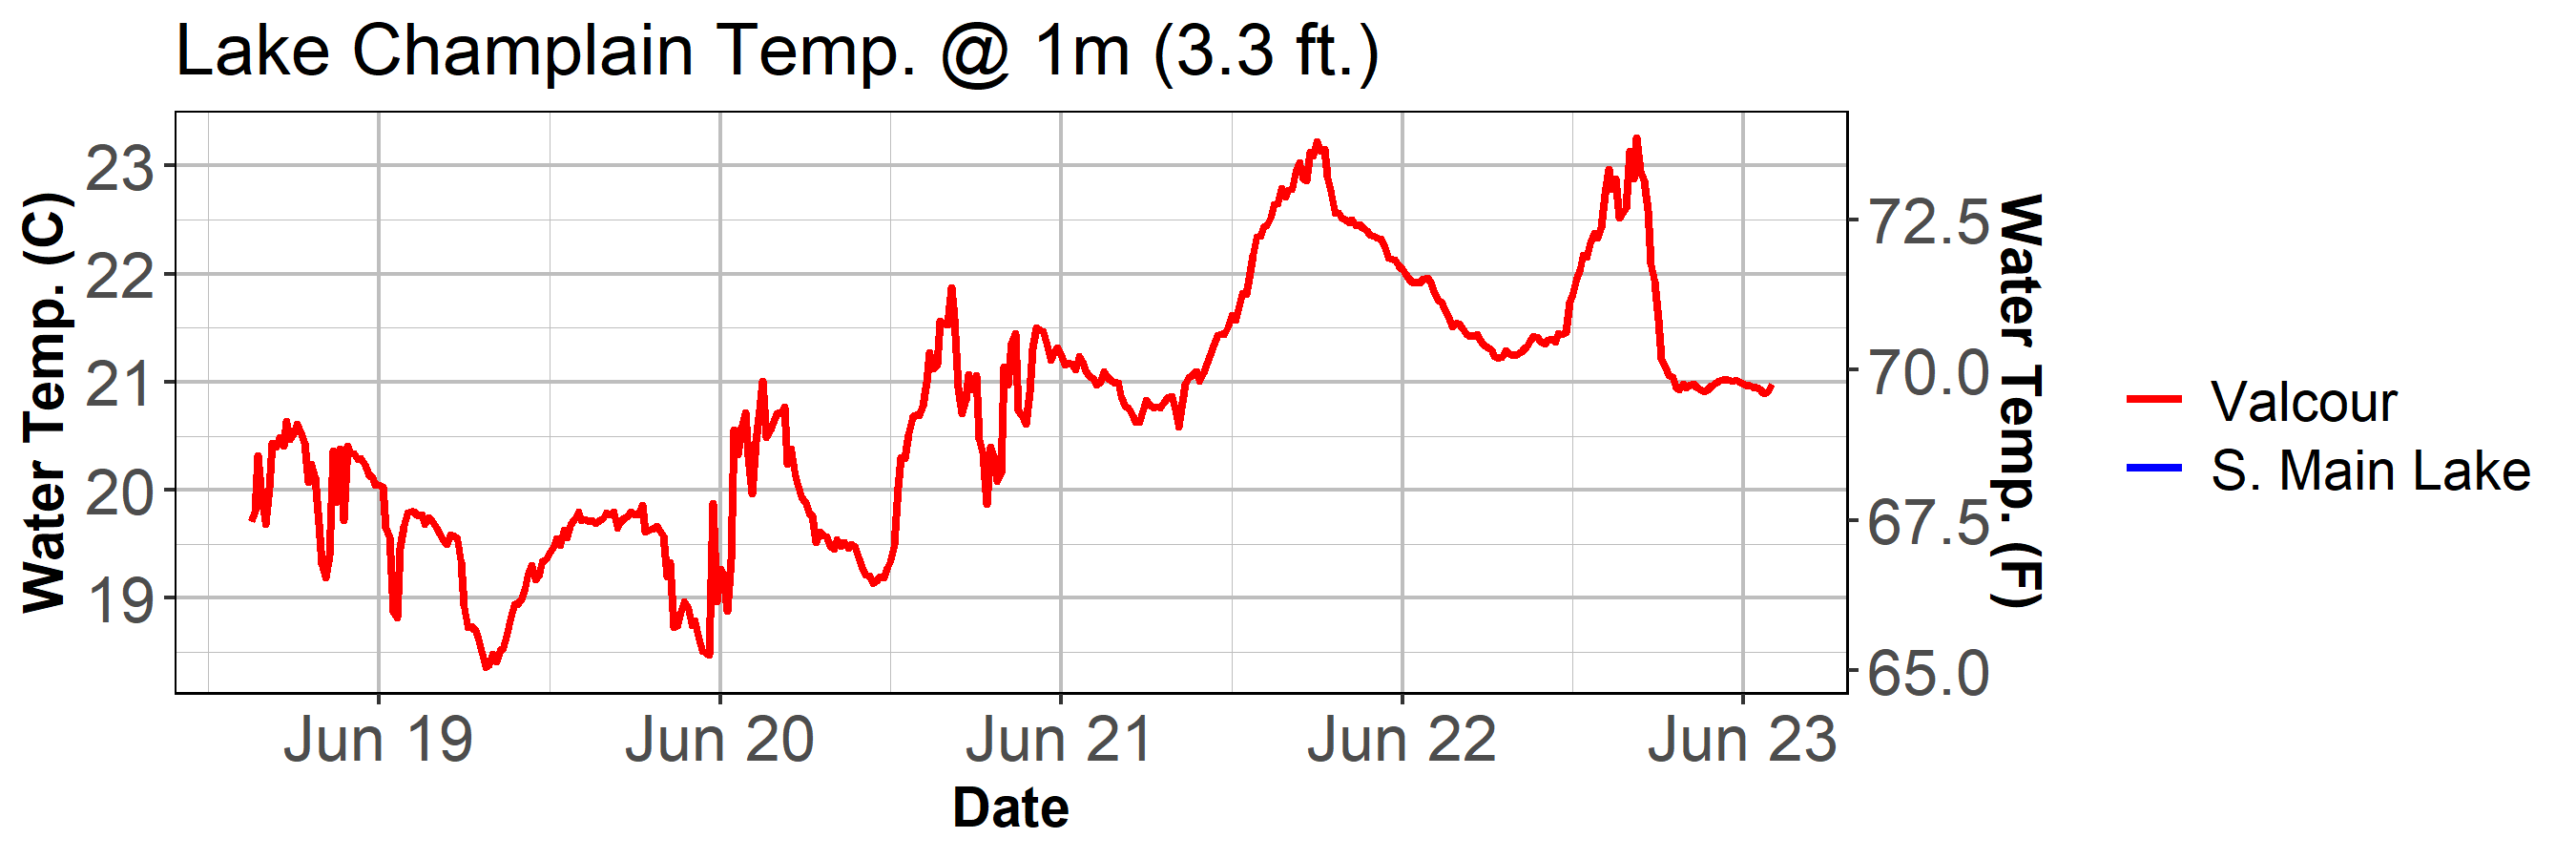 Lake Champlain Temp. @ 1m (3.3 ft.)
Water Temp. (C)
23
22
21
20
19
72.5
70.0
67.5
65.0
Water Temp. (F)
Jun 19 Jun 20 Jun 21 Jun 22 Jun 23
Date
Valcour
S. Main Lake